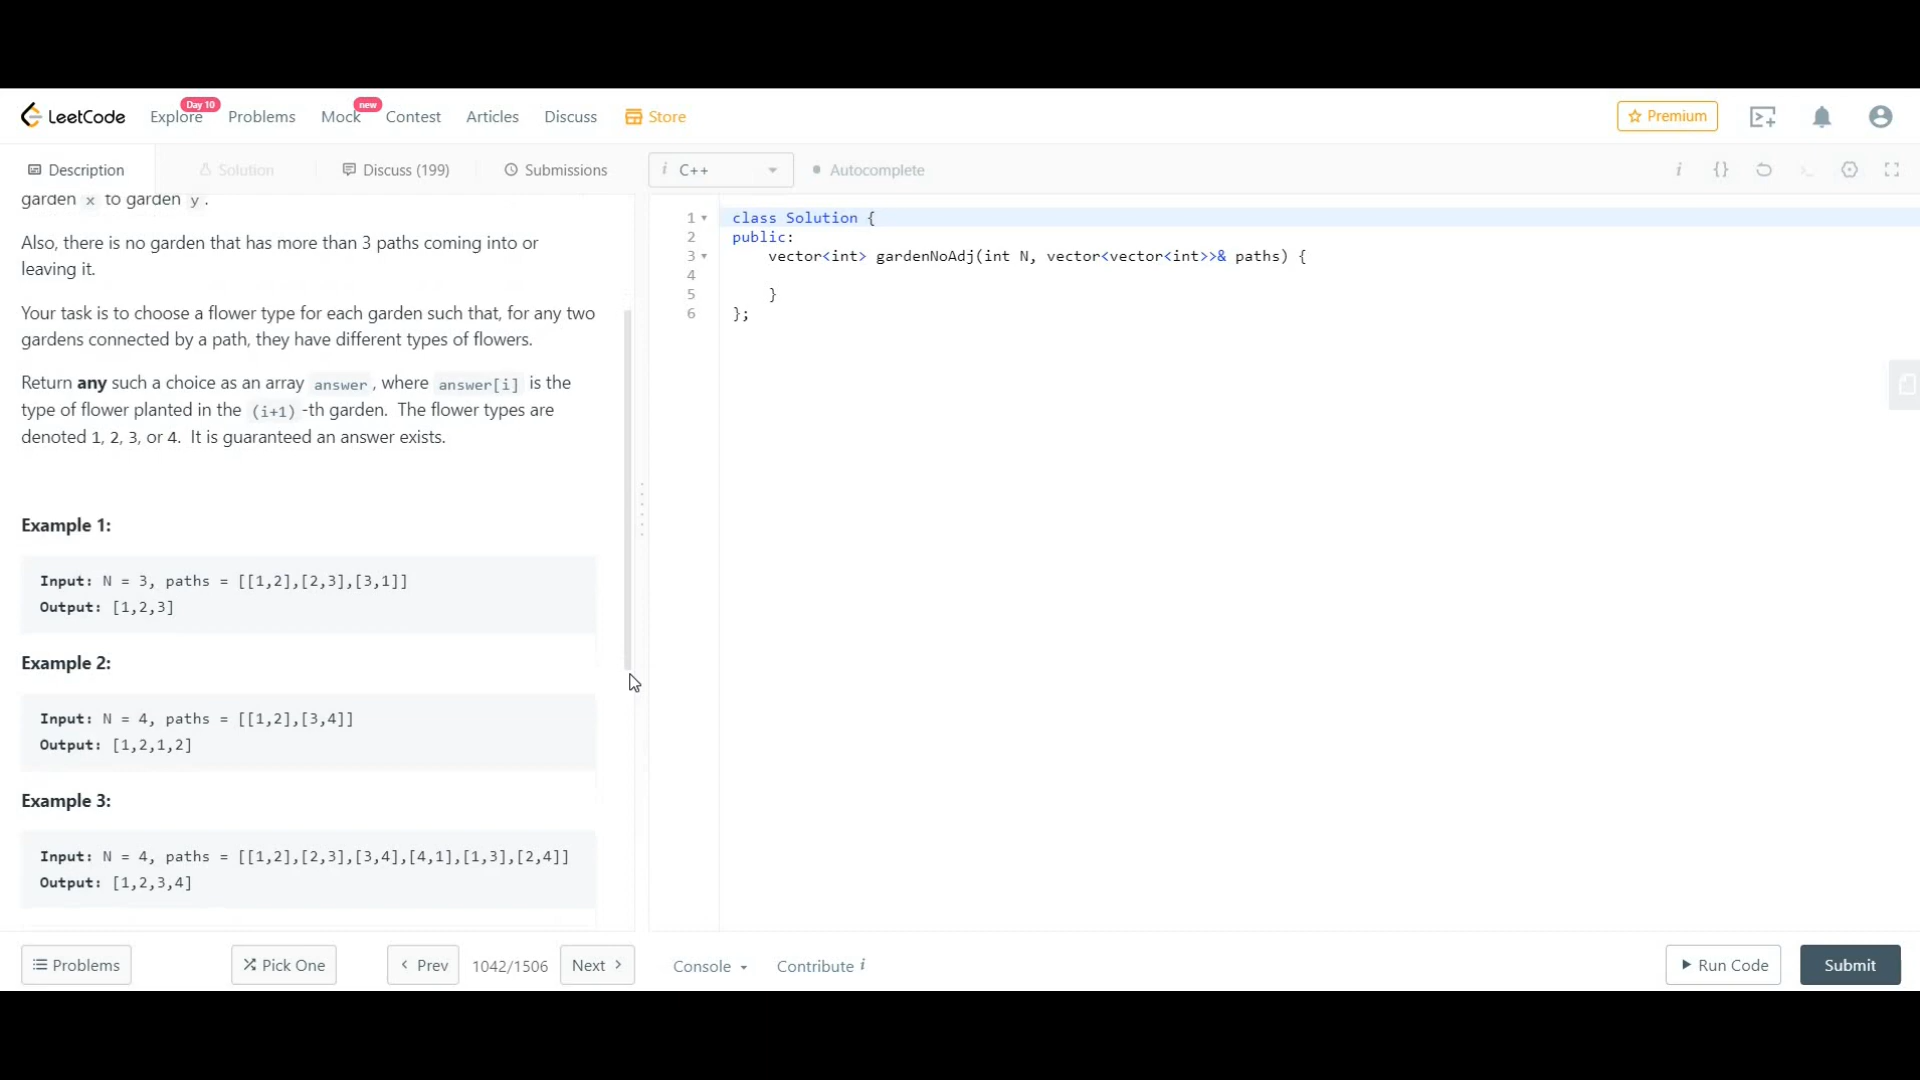 LeetCode Explore Day 10 Problems Mock new Contest Articles Discuss Store Premium
Description Solution Discuss (199) Submissions i C++ Autocomplete i {}
garden x to garden y .
Also, there is no garden that has more than 3 paths coming into or
leaving it.
Your task is to choose a flower type for each garden such that, for any two
gardens connected by a path, they have different types of flowers.
Return any such a choice as an array answer , where answer[i] is the
type of flower planted in the (i+1) -th garden. The flower types are
denoted 1, 2, 3, or 4. It is guaranteed an answer exists.
Example 1:
Input: N = 3, paths = [[1,2],[2,3],[3,1]]
Output: [1,2,3]
Example 2:
Input: N = 4, paths = [[1,2],[3,4]]
Output: [1,2,1,2]
Example 3:
Input: N = 4, paths = [[1,2],[2,3],[3,4],[4,1],[1,3],[2,4]]
Output: [1,2,3,4]
1 class Solution {
2 public:
3 vector<int> gardenNoAdj(int N, vector<vector<int>>& paths) {
4
5 }
6 };
Problems Pick One < Prev 1042/1506 Next > Console Contribute i Run Code Submit